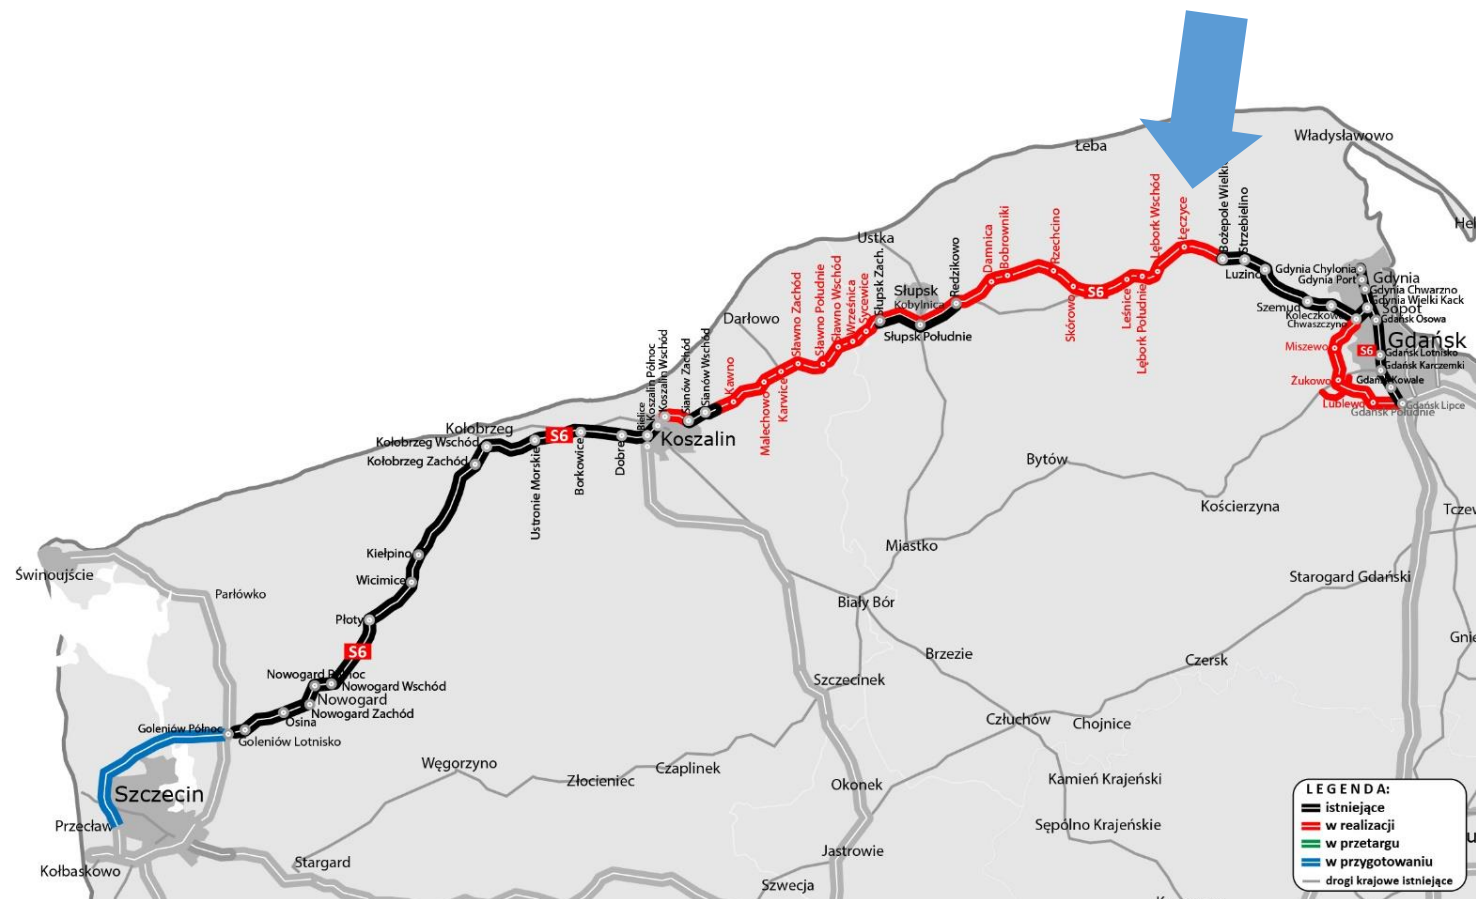 Władysławowo
Łeba
Hel
Ustka
Słupsk
Kobylnica
Słupsk Zach.
Słupsk Południe
Redzikowo
Damnica
Bobrowniki
Rzechcino
Skórowo
S6
Leśnice
Lębork Południe
Lębork Wschód
Łęczyce
Bożepole Wielkie
Strzebielino
Luzino
Szemud
Koleczkowo
Chwaszczyno
Gdynia Chylonia
Gdynia Port
Gdynia
Gdynia Chwarzno
Gdynia Wielki Kack
Sopot
Gdańsk Osowa
Gdańsk
S6
Gdańsk Lotnisko
Gdańsk Karczemki
Gdańsk Kowale
Miszewo
Żukowo
Lublewo
Gdańsk Lipce
Gdańsk Południe
Darłowo
Sławno Zachód
Sławno Południe
Sławno Wschód
Wrześnica
Sycewice
Kawno
Malechowo
Karwice
Sianów Zachód
Sianów Wschód
Koszalin Północ
Koszalin Wschód
Bielice
Koszalin
Kołobrzeg
Kołobrzeg Wschód
Kołobrzeg Zachód
S6
Ustronie Morskie
Borkowice
Dobre
Bytów
Kościerzyna
Tczew
Miastko
Kiełpino
Wicimice
Świnoujście
Parłówko
Płoty
S6
Biały Bór
Starogard Gdański
Gnie
Brzezie
Czersk
Nowogard Północ
Nowogard Wschód
Nowogard
Nowogard Zachód
Osina
Goleniów Północ
Goleniów Lotnisko
Szczecinek
Człuchów
Chojnice
Węgorzyno
Złocieniec
Czaplinek
Okonek
Kamień Krajeński
Szczecin
Przecław
Kołbaskowo
Stargard
Sępólno Krajeńskie
Jastrowie
Szwecja
LEGENDA:
istniejące
w realizacji
w przetargu
w przygotowaniu
drogi krajowe istniejące